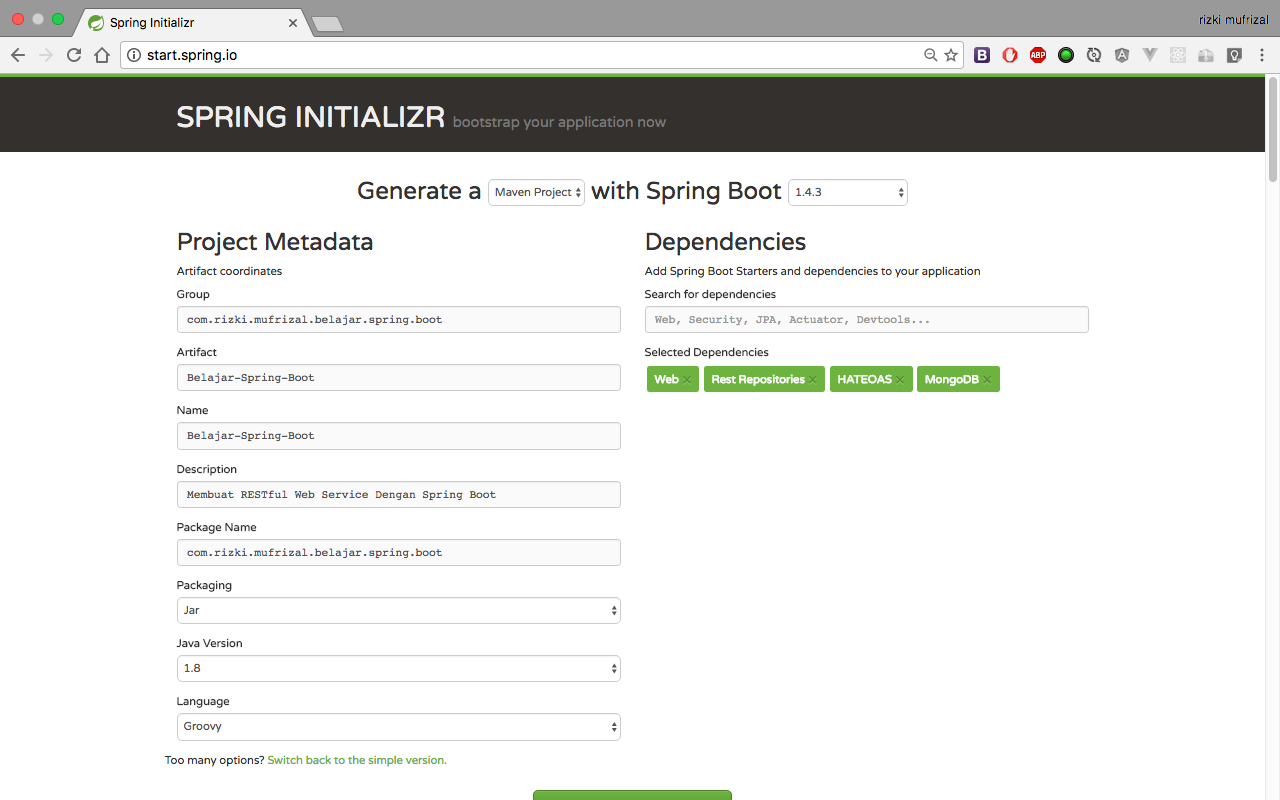 Spring Initializr
rizki mufrizal
start.spring.io
ABP
SPRING INITIALIZR bootstrap your application now
Generate a Maven Project with Spring Boot 1.4.3
Project Metadata
Artifact coordinates
Group
com.rizki.mufrizal.belajar.spring.boot
Artifact
Belajar-Spring-Boot
Name
Belajar-Spring-Boot
Description
Membuat RESTful Web Service Dengan Spring Boot
Package Name
com.rizki.mufrizal.belajar.spring.boot
Packaging
Jar
Java Version
1.8
Language
Groovy
Too many options? Switch back to the simple version.
Dependencies
Add Spring Boot Starters and dependencies to your application
Search for dependencies
Web, Security, JPA, Actuator, Devtools...
Selected Dependencies
Web × Rest Repositories × HATEOAS × MongoDB ×